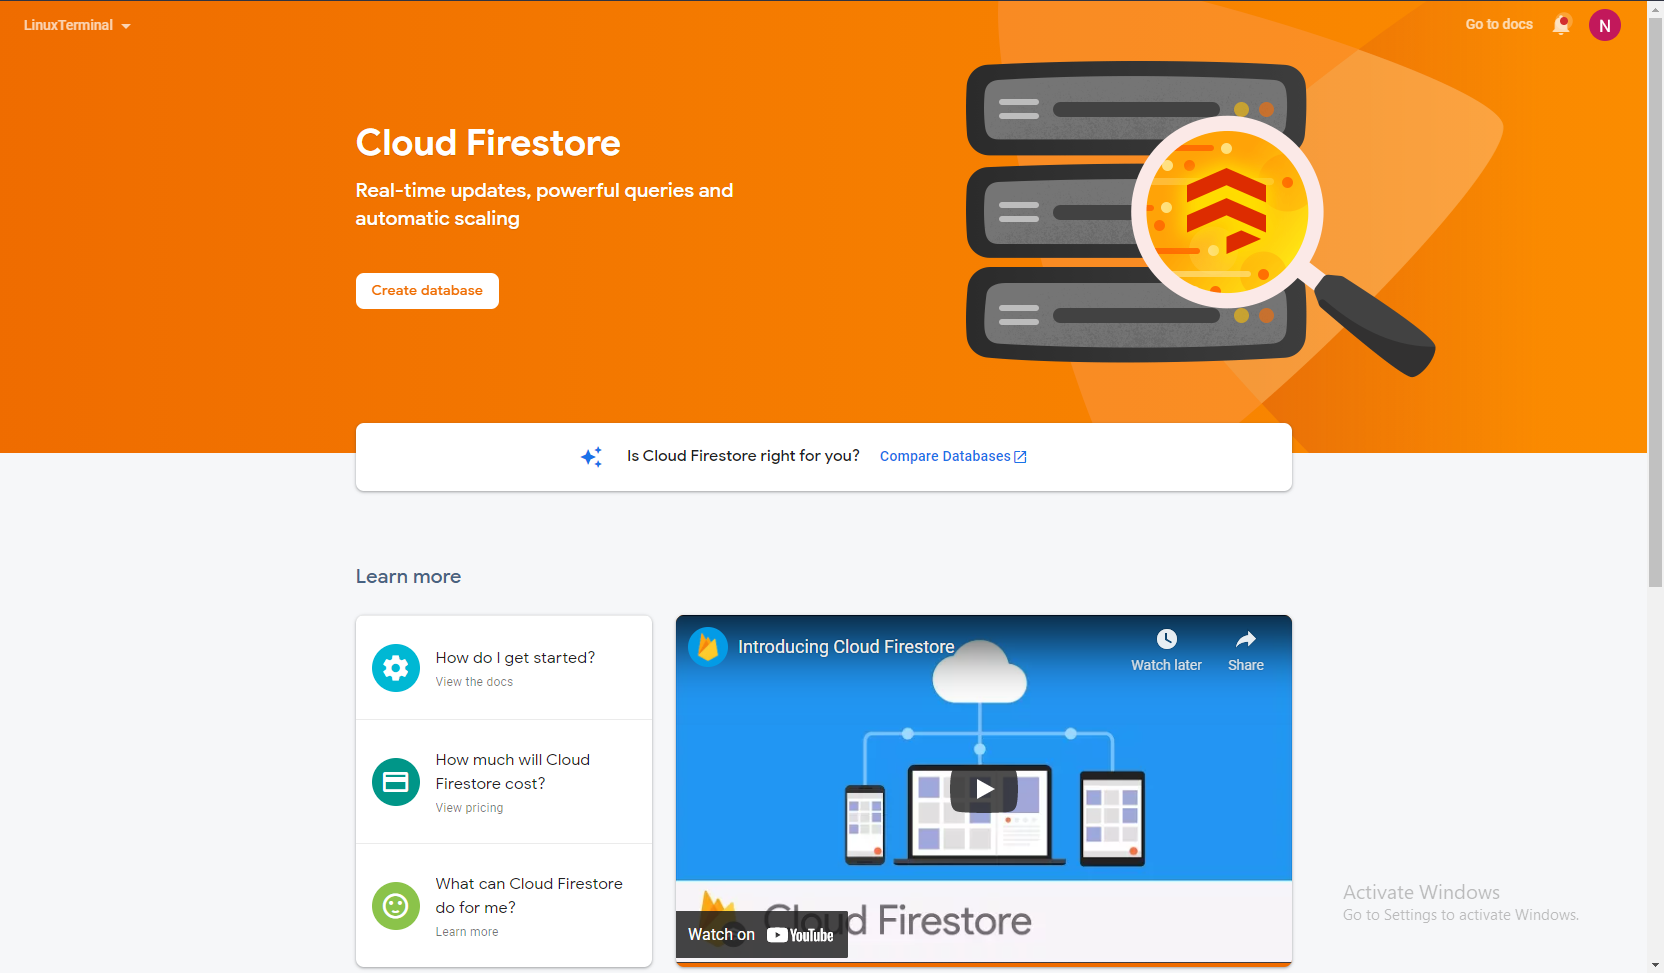 LinuxTerminal
Go to docs
N
Cloud Firestore
Real-time updates, powerful queries and
automatic scaling
Create database
Is Cloud Firestore right for you? Compare Databases
Learn more
How do I get started?
View the docs
How much will Cloud
Firestore cost?
View pricing
What can Cloud Firestore
do for me?
Learn more
Introducing Cloud Firestore
Watch later
Share
Cloud Firestore
Watch on YouTube
Activate Windows
Go to Settings to activate Windows.